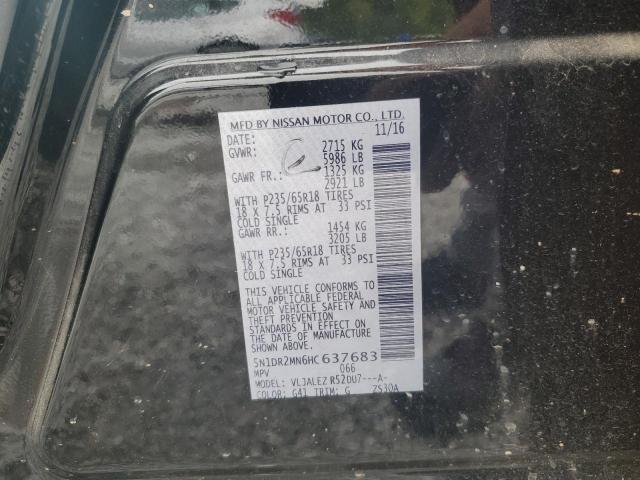 MFD BY NISSAN MOTOR CO., LTD.
DATE: 11/16
GVWR: 2715 KG
5986 LB
GAWR FR.: 1325 KG
2921 LB
WITH P235/65R18 TIRES
18 X 7.5 RIMS AT 33 PSI
COLD SINGLE
GAWR RR.: 1454 KG
3205 LB
WITH P235/65R18 TIRES
18 X 7.5 RIMS AT 33 PSI
COLD SINGLE
THIS VEHICLE CONFORMS TO
ALL APPLICABLE FEDERAL
MOTOR VEHICLE SAFETY AND
THEFT PREVENTION
STANDARDS IN EFFECT ON
THE DATE OF MANUFACTURE
SHOWN ABOVE.
5N1DR2MN6HC 637683
MPV 066
MODEL: VLJALEZ R520U7---A-
COLOR: G41 TRIM: G ZS30A